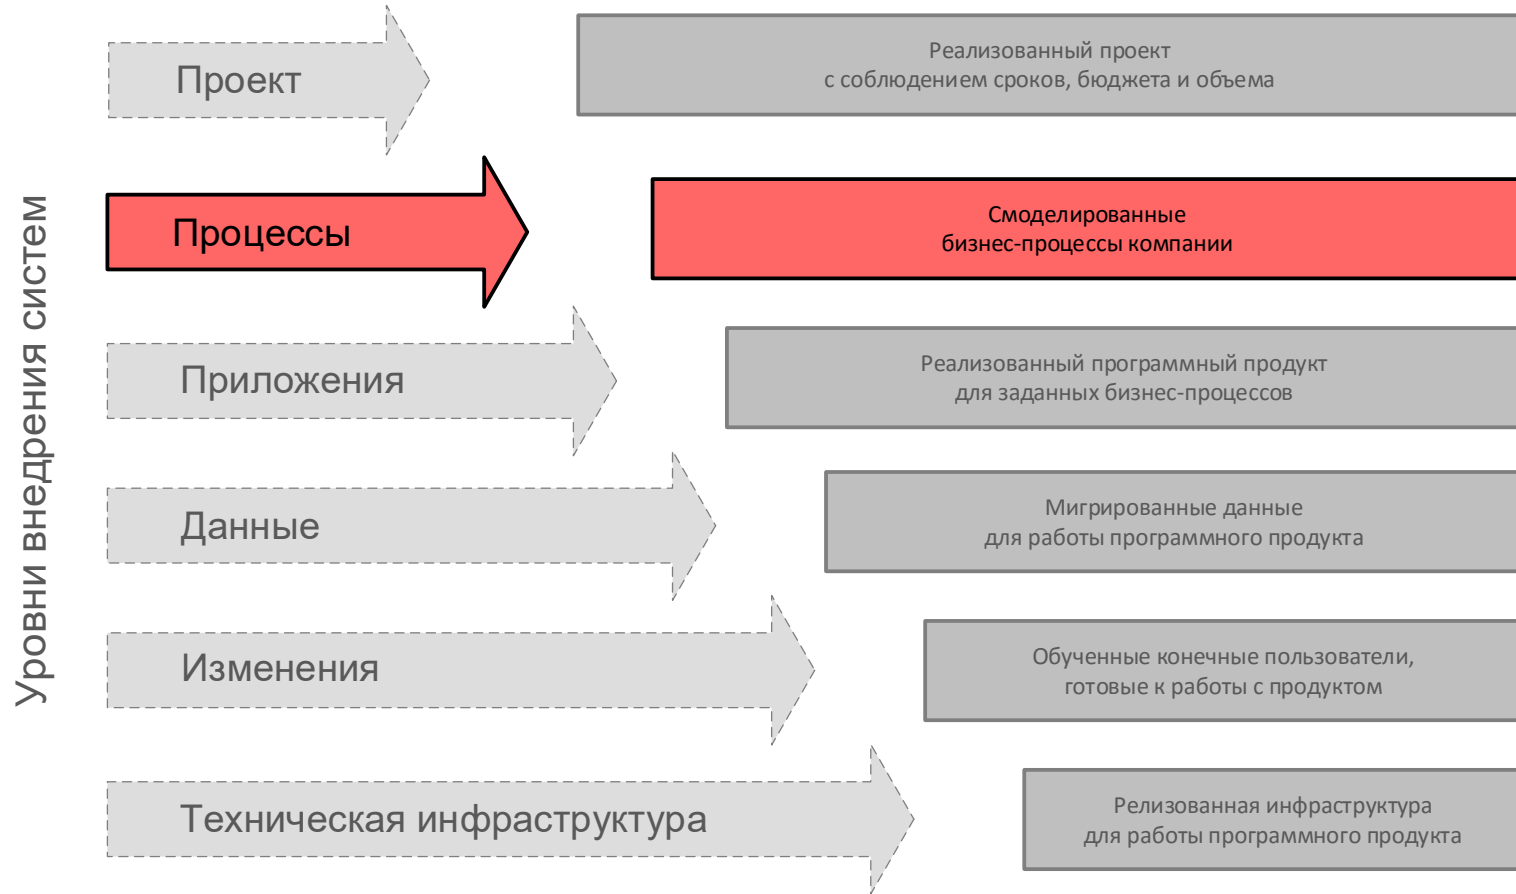 Уровни внедрения систем
Проект
Реализованный проект
с соблюдением сроков, бюджета и объема
Процессы
Смоделированные
бизнес-процессы компании
Приложения
Реализованный программный продукт
для заданных бизнес-процессов
Данные
Мигрированные данные
для работы программного продукта
Изменения
Обученные конечные пользователи,
готовые к работы с продуктом
Техническая инфраструктура
Релизованная инфраструктура
для работы программного продукта